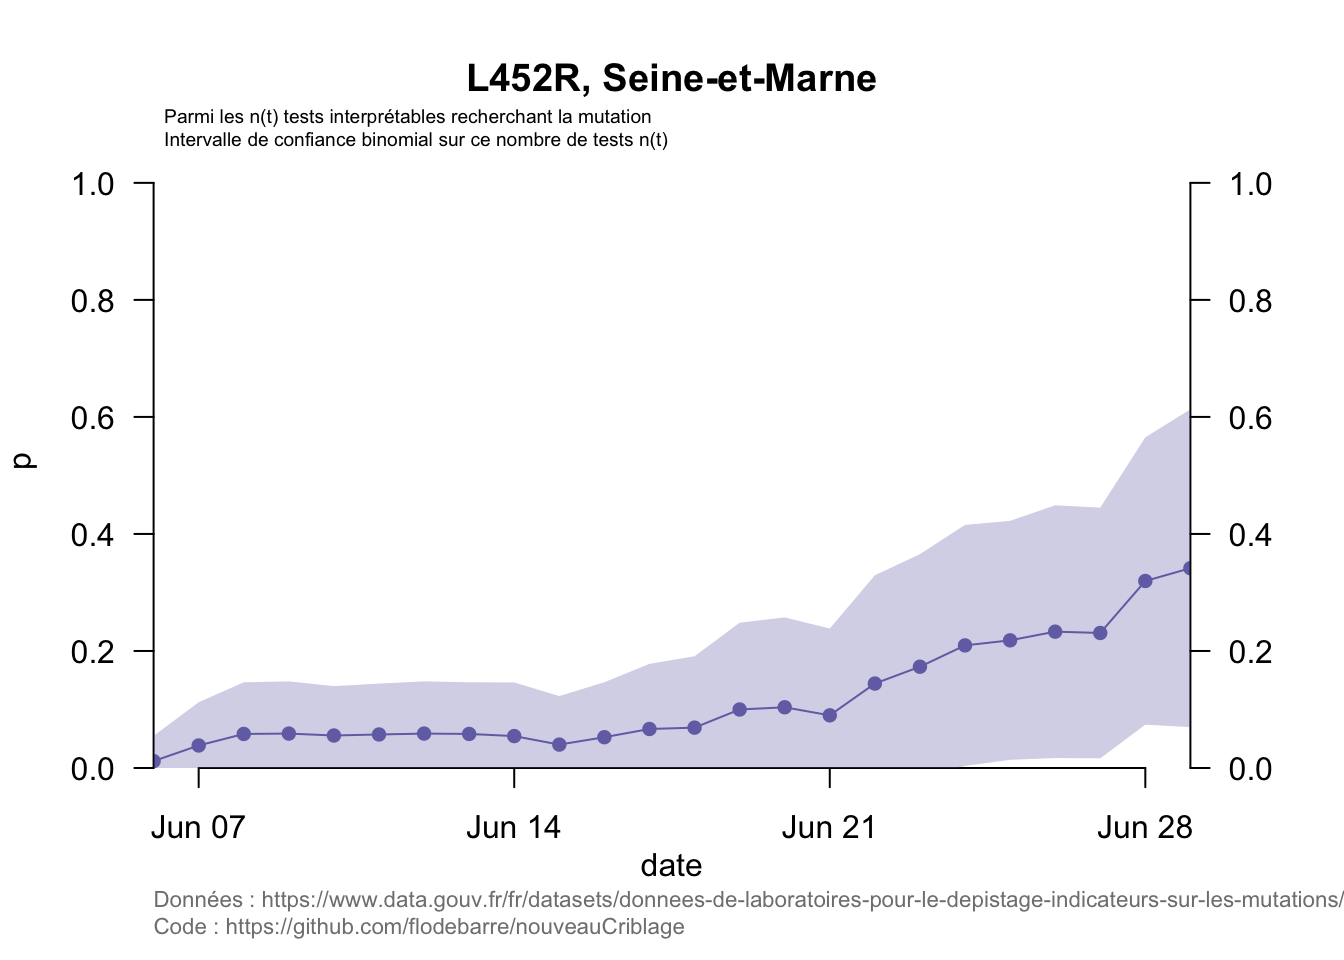 L452R, Seine-et-Marne
Parmi les n(t) tests interprétables recherchant la mutation
Intervalle de confiance binomial sur ce nombre de tests n(t)
1.0
0.8
0.6
0.4
0.2
0.0
p
1.0
0.8
0.6
0.4
0.2
0.0
Jun 07
Jun 14
Jun 21
Jun 28
date
Données : https://www.data.gouv.fr/fr/datasets/donnees-de-laboratoires-pour-le-depistage-indicateurs-sur-les-mutations/
Code : https://github.com/flodebarre/nouveauCriblage